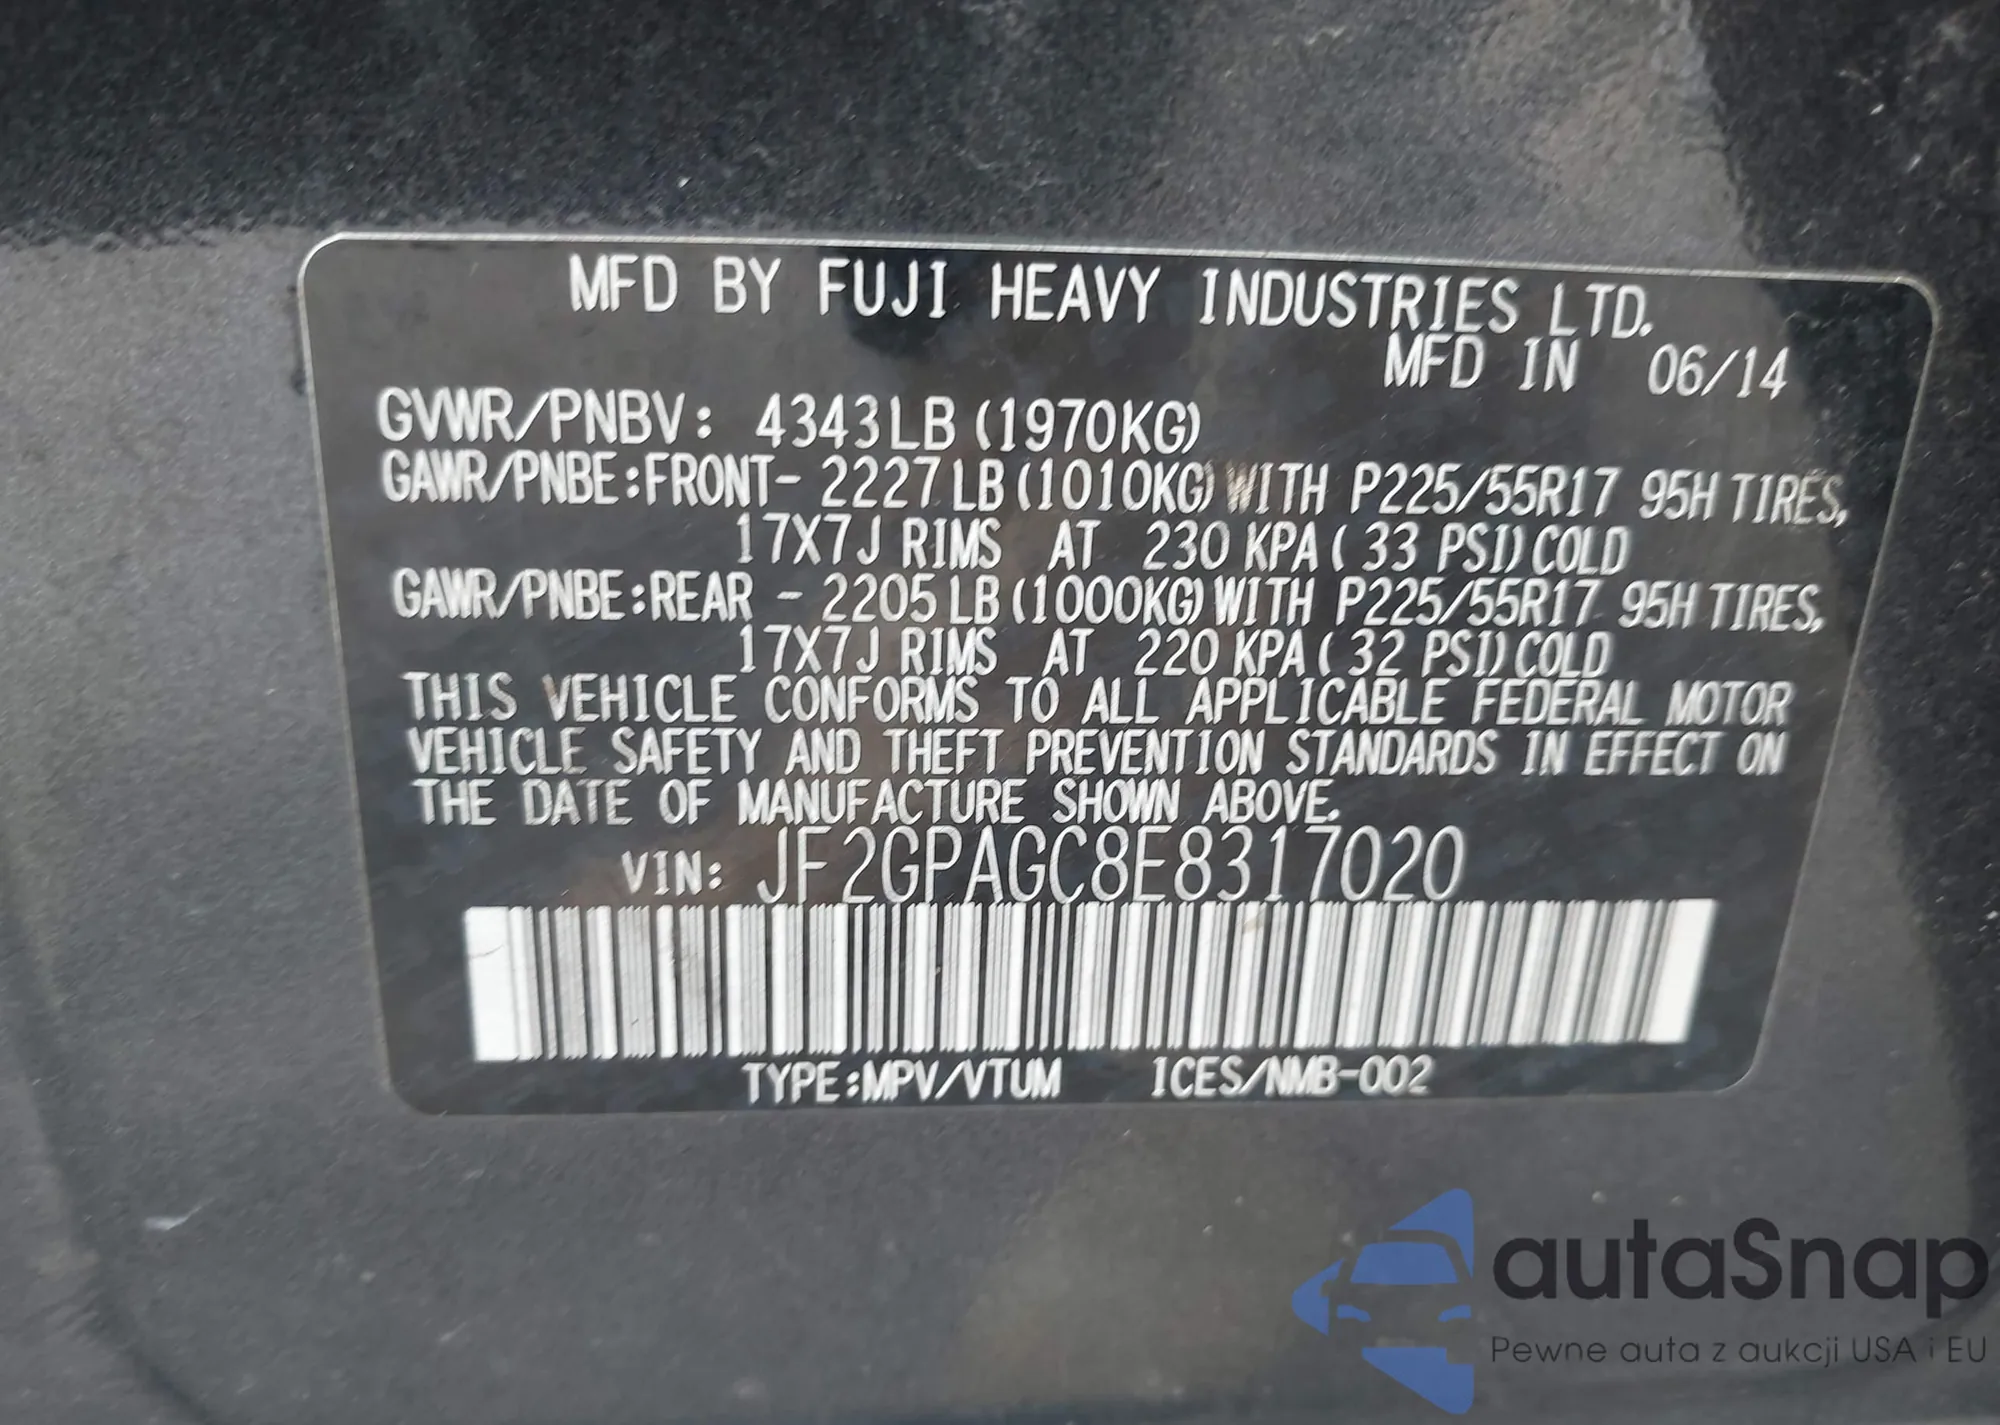 MFD BY FUJI HEAVY INDUSTRIES LTD.
MFD IN 06/14
GVWR/PNBV: 4343LB (1970KG)
GAWR/PNBE:FRONT- 2227LB (1010KG) WITH P225/55R17 95H TIRES,
17X7J RIMS AT 230 KPA ( 33 PSI) COLD
GAWR/PNBE:REAR - 2205LB (1000KG) WITH P225/55R17 95H TIRES,
17X7J RIMS AT 220 KPA ( 32 PSI) COLD
THIS VEHICLE CONFORMS TO ALL APPLICABLE FEDERAL MOTOR
VEHICLE SAFETY AND THEFT PREVENTION STANDARDS IN EFFECT ON
THE DATE OF MANUFACTURE SHOWN ABOVE.
VIN: JF2GPAGC8E8317020
TYPE:MPV/VTUM ICES/NMB-002
autaSnap
Pewne auta z aukcji USA i EU